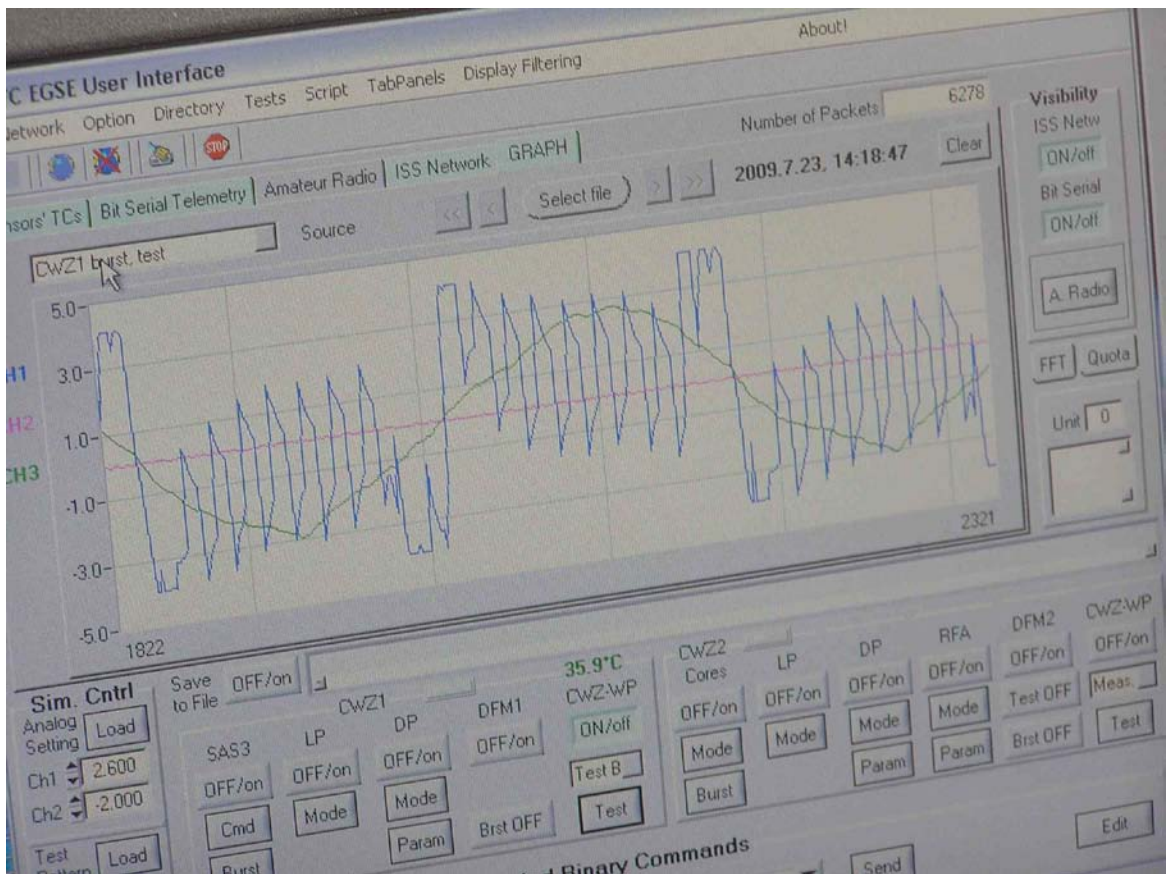 C EGSE User Interface
About!
Network Option Directory Tests Script TabPanels Display Filtering
STOP
Number of Packets 6278
Visibility
ISS Netw
ON/off
Bit Serial
ON/off
A. Radio
FFT Quota
Unit 0
nsors' TCs Bit Serial Telemetry Amateur Radio ISS Network GRAPH
CWZ1 burst, test Source << < Select file > >> 2009.7.23, 14:18:47 Clear
5.0
3.0
1.0
-1.0
-3.0
-5.0
H1
H2
CH3
1822
2321
Sim. Cntrl
Analog
Setting Load
Ch1 2.600
Ch2 -2.000
Test Load
Save
to File OFF/on
CWZ1
35.9°C
SAS3 LP DP DFM1 CWZ-WP
OFF/on OFF/on OFF/on OFF/on ON/off
Cmd Mode Mode Test B
Burst Param Brst OFF Test
CWZ2
Cores LP DP RFA DFM2 CWZ-WP
OFF/on OFF/on OFF/on OFF/on OFF/on OFF/on
Mode Mode Mode Mode Test OFF Meas.
Burst Param Param Brst OFF Test
Binary Commands
Send
Edit